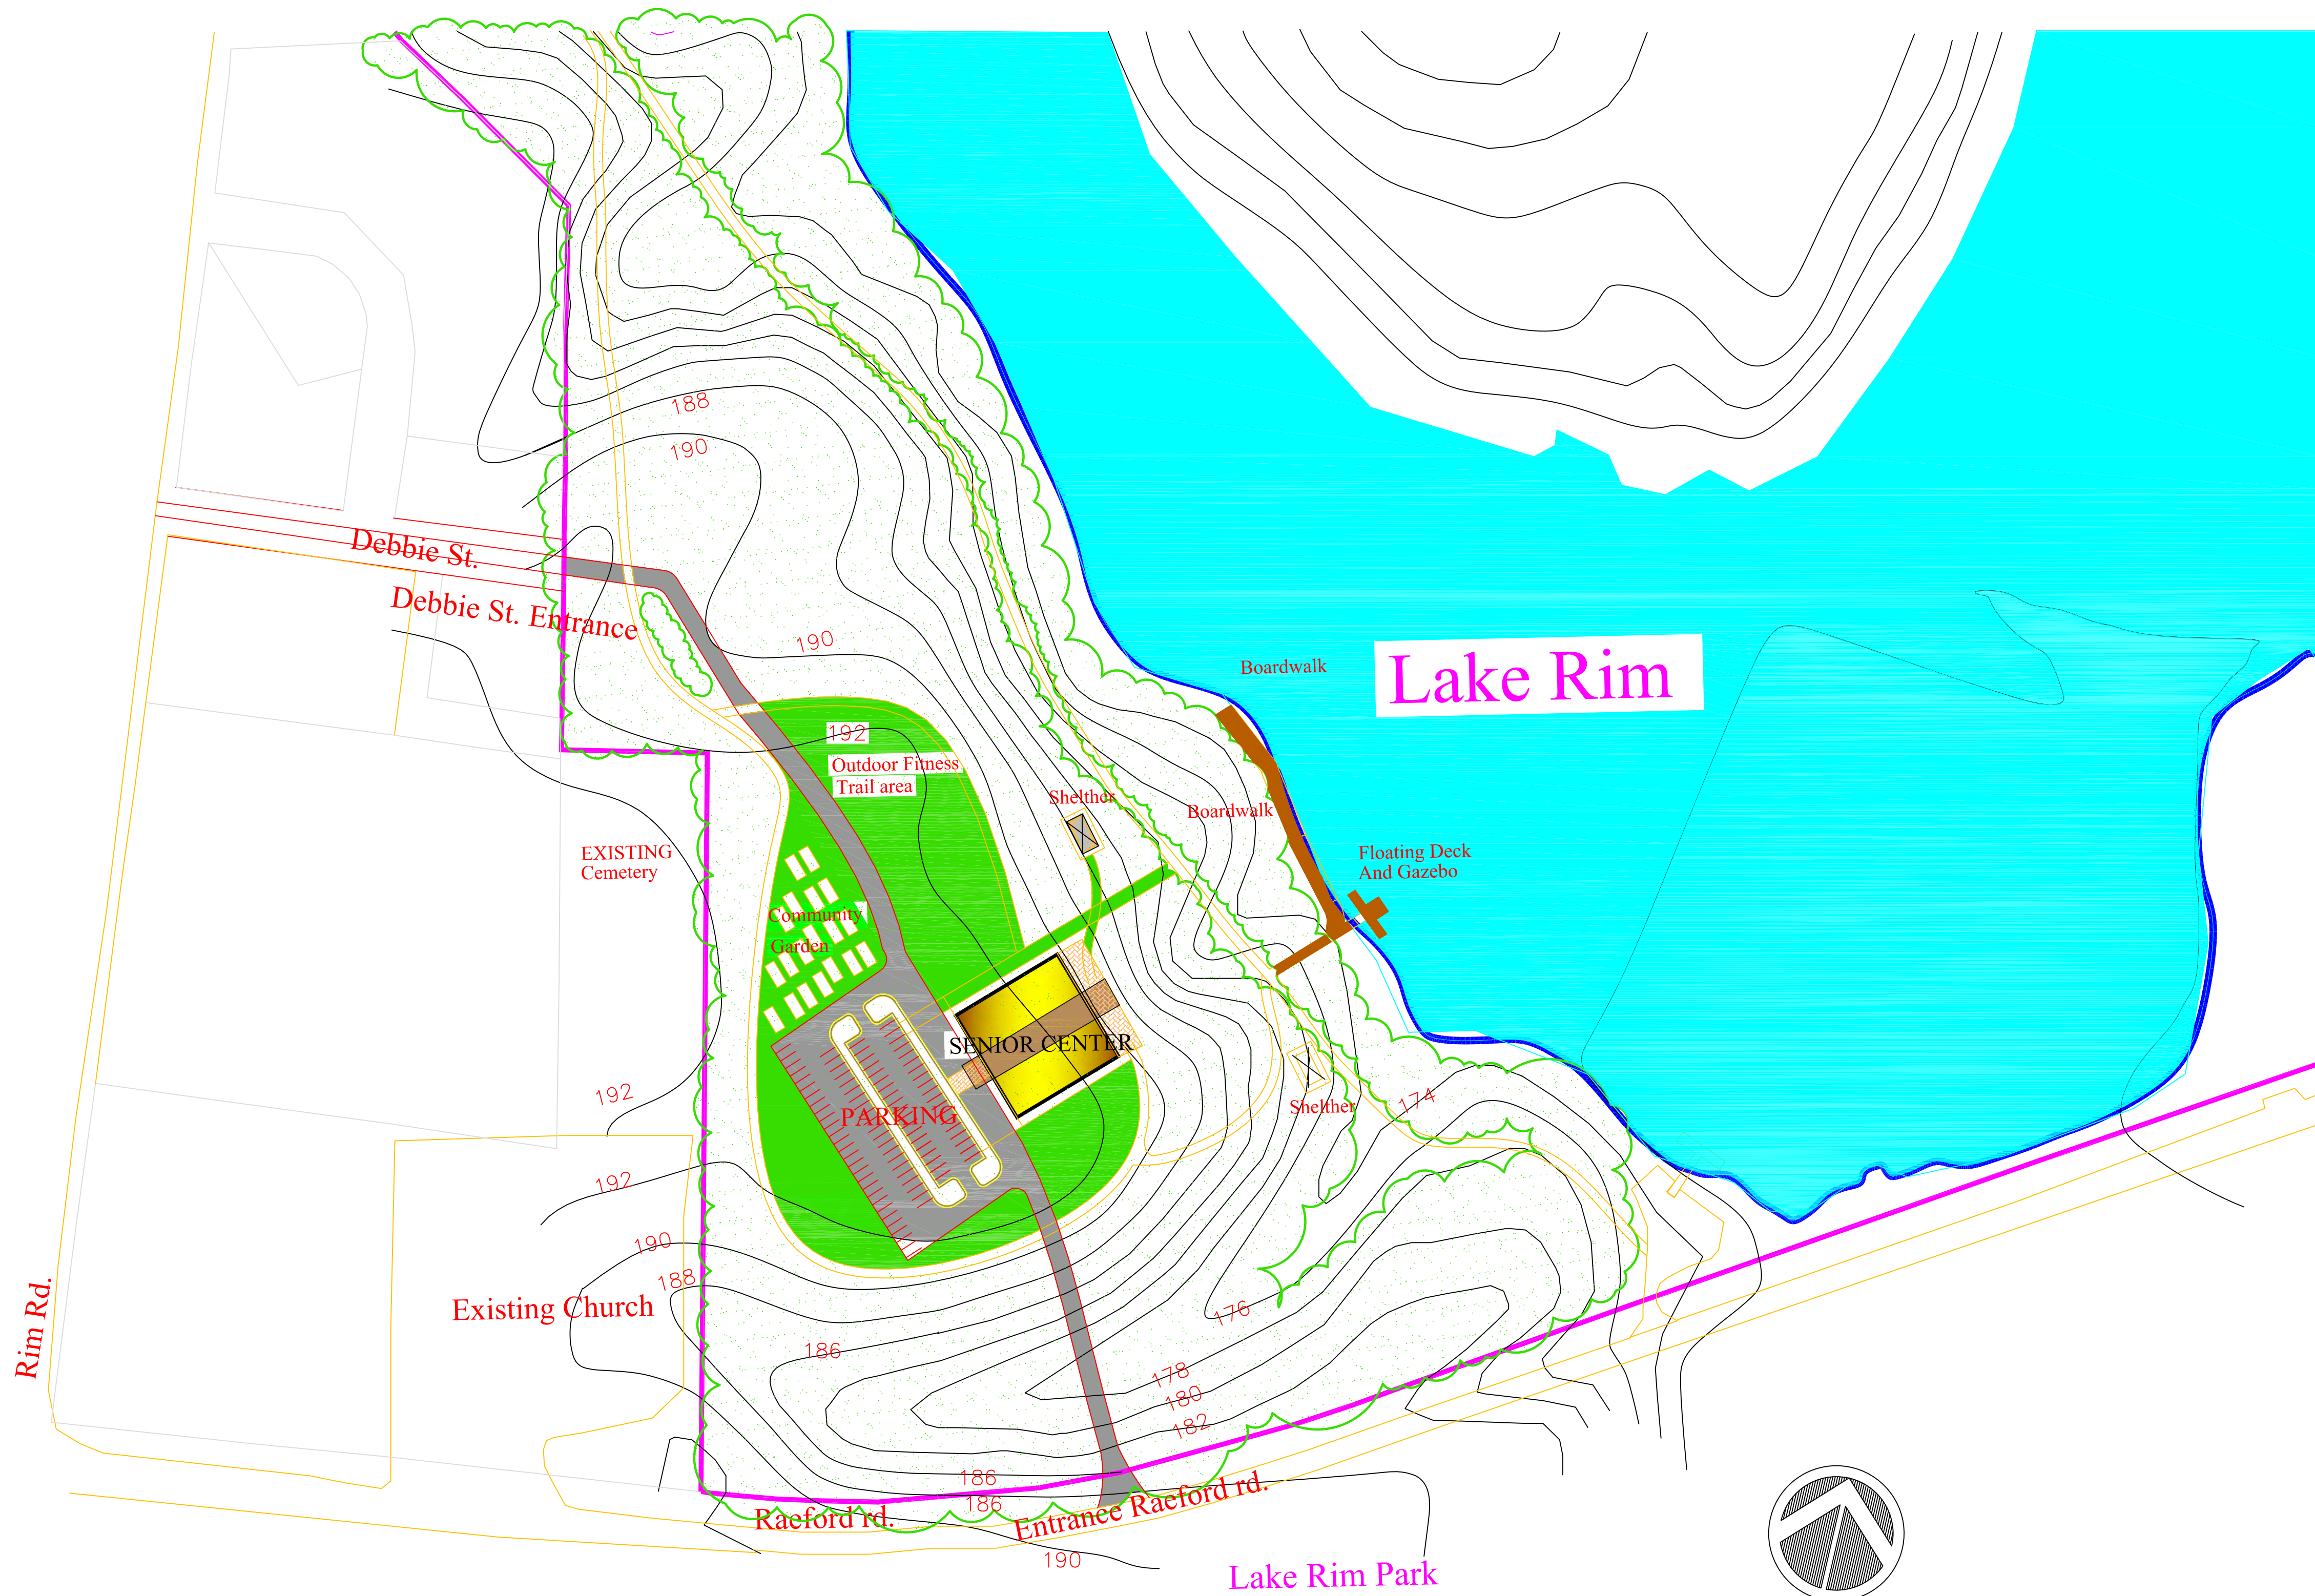 188
190
Debbie St.
Debbie St. Entrance
190
Boardwalk
Lake Rim
192
Outdoor Fitness
Trail area
Shelther
Boardwalk
EXISTING
Cemetery
Floating Deck
And Gazebo
Community
Garden
SENIOR CENTER
192
PARKING
Shelther
174
192
190
188
Existing Church
Rim Rd.
176
186
178
180
182
186
186
Raeford rd.
Entrance Raeford rd.
190
Lake Rim Park